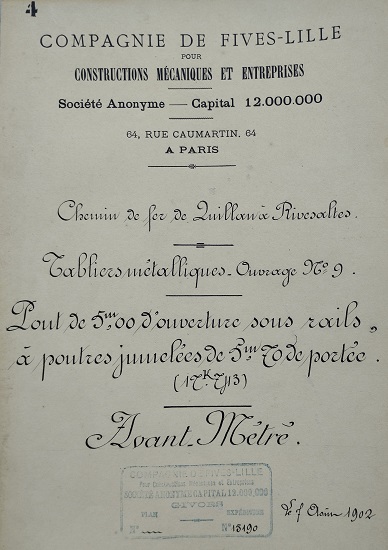 4
COMPAGNIE DE FIVES-LILLE
POUR
CONSTRUCTIONS MÉCANIQUES ET ENTREPRISES
Société Anonyme — Capital 12.000.000
64, RUE CAUMARTIN. 64
A PARIS
Chemin de fer de Quillan à Rivesaltes.
Tabliers métalliques - Ouvrage N° 9.
Pont de 5m,00 d'ouverture sous rails,
à poutres jumelées de 5m,70 de portée.
(17K,713)
Avant-Métré.
COMPAGNIE DE FIVES-LILLE
Pour Constructions Mécaniques et Entreprises
SOCIÉTÉ ANONYME CAPITAL 12.000,000
GIVORS
PLAN EXPÉDITION
N° N° 13190
Le Août 1902